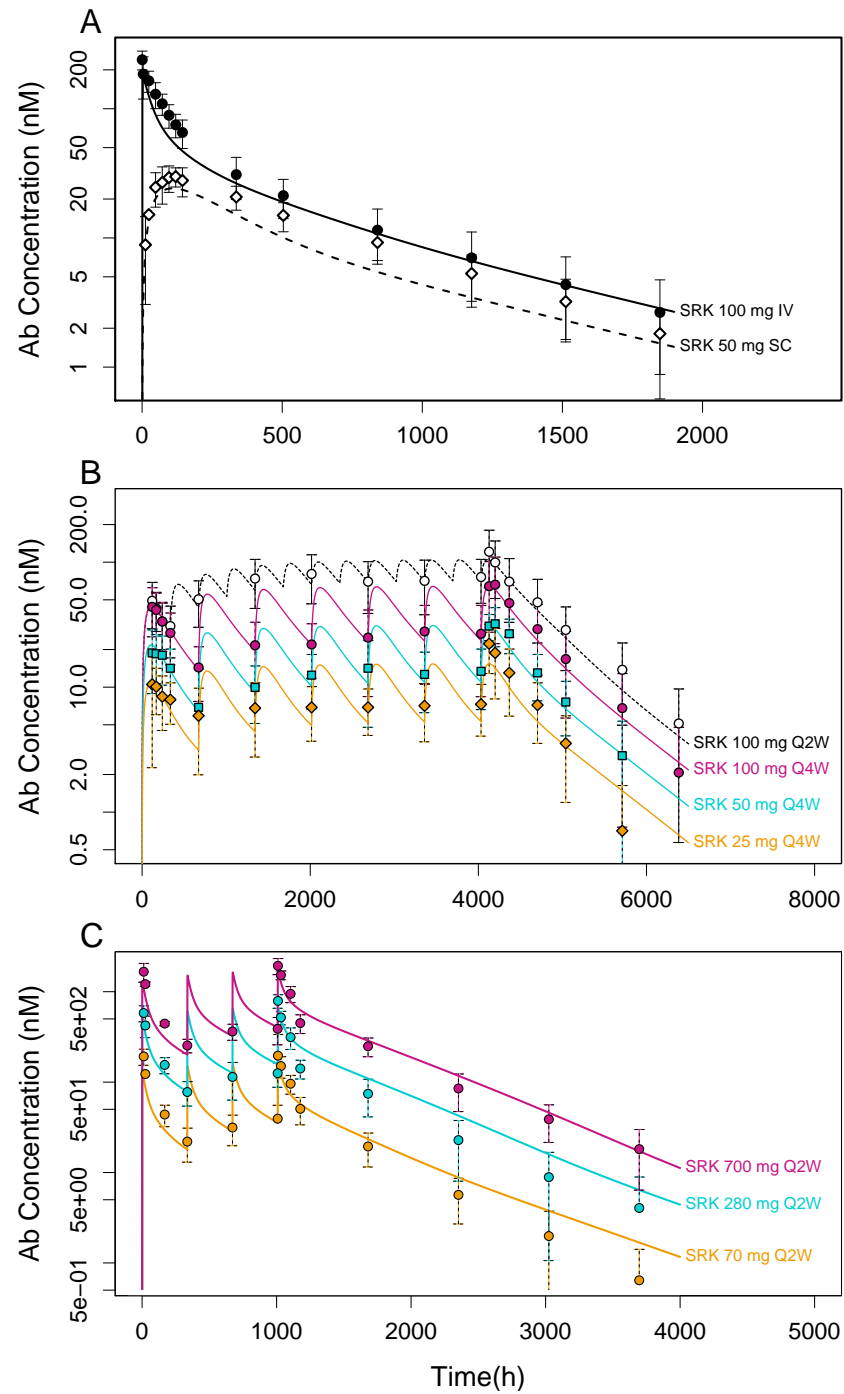 A
Ab Concentration (nM)
200
50
20
5
2
1
SRK 100 mg IV
SRK 50 mg SC
0
500
1000
1500
2000
B
Ab Concentration (nM)
200.0
50.0
10.0
2.0
0.5
SRK 100 mg Q2W
SRK 100 mg Q4W
SRK 50 mg Q4W
SRK 25 mg Q4W
0
2000
4000
6000
8000
C
Ab Concentration (nM)
5e+02
5e+01
5e+00
5e−01
SRK 700 mg Q2W
SRK 280 mg Q2W
SRK 70 mg Q2W
0
1000
2000
3000
4000
5000
Time(h)